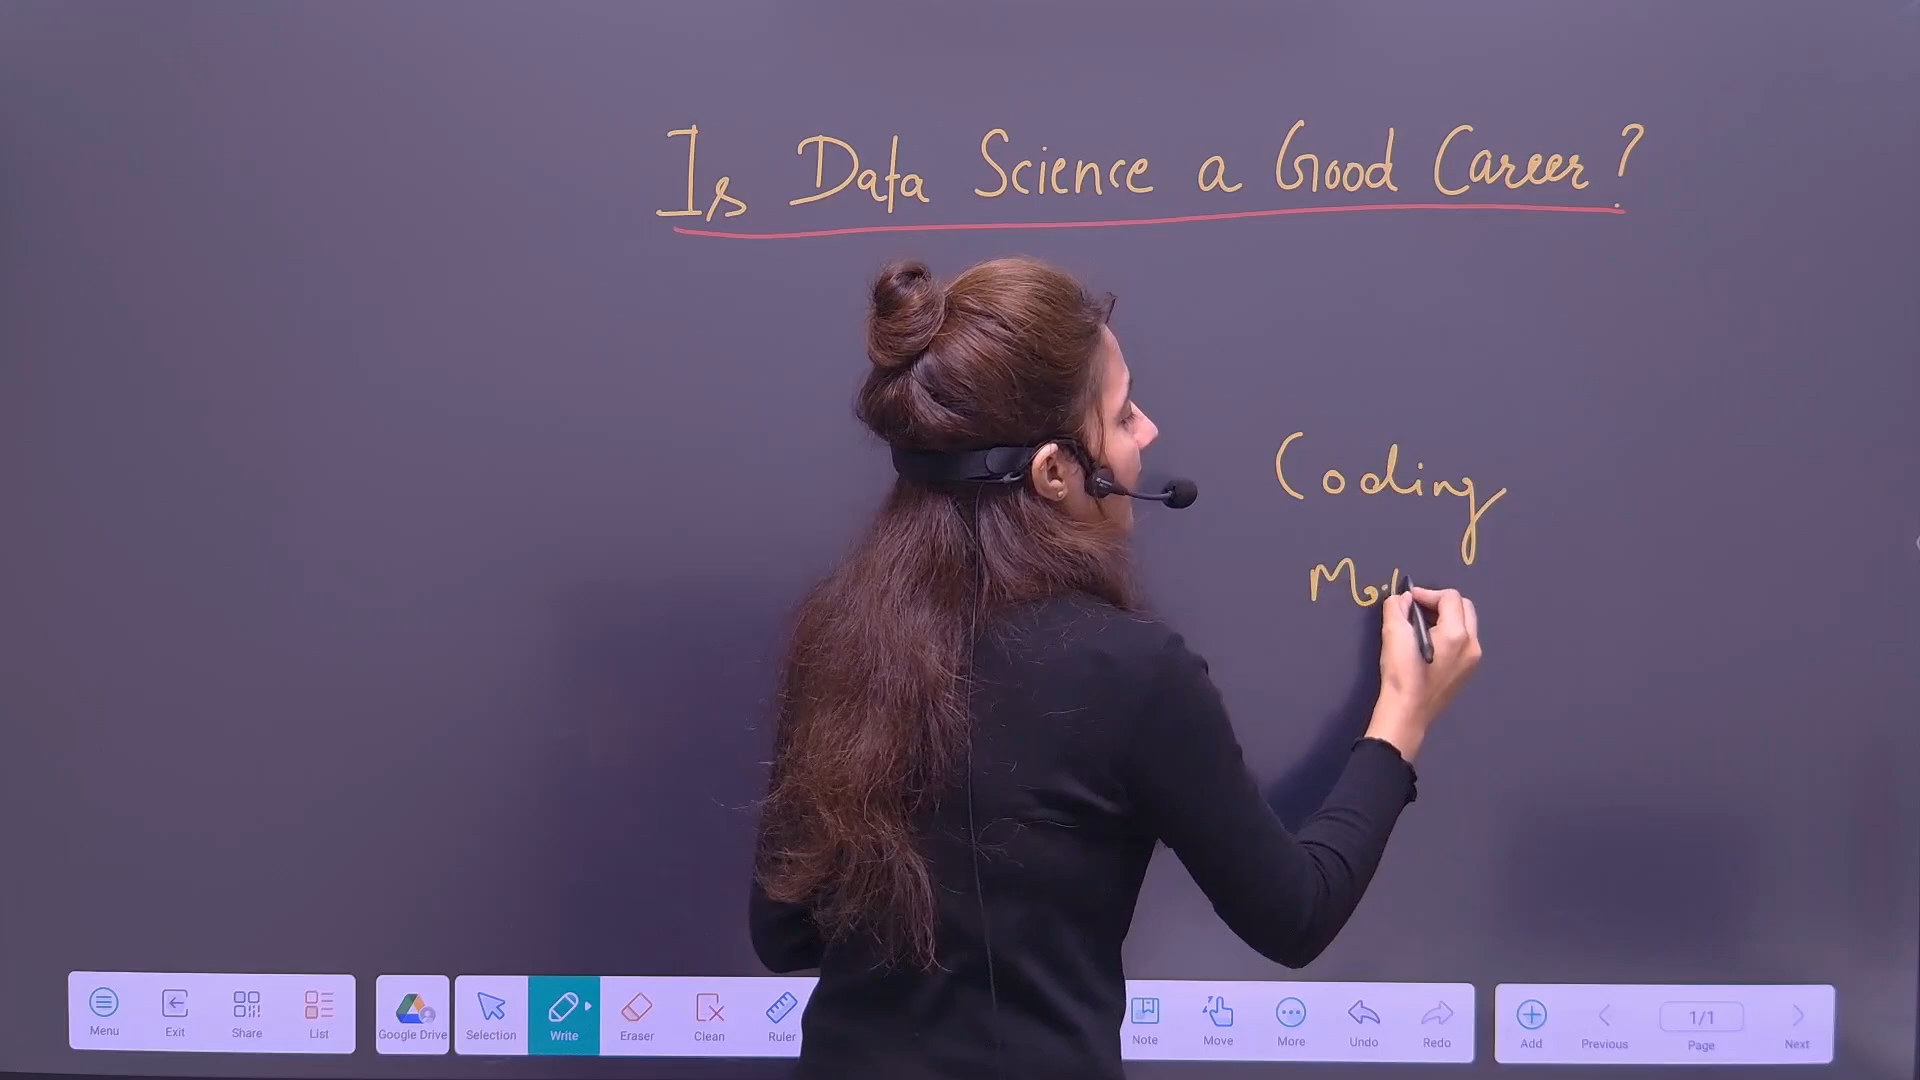 Is Data Science a Good Career?
Coding
Menu Exit Share List Google Drive Selection Write Eraser Clean Ruler Note Move More Undo Redo Add Previous 1/1 Page Next